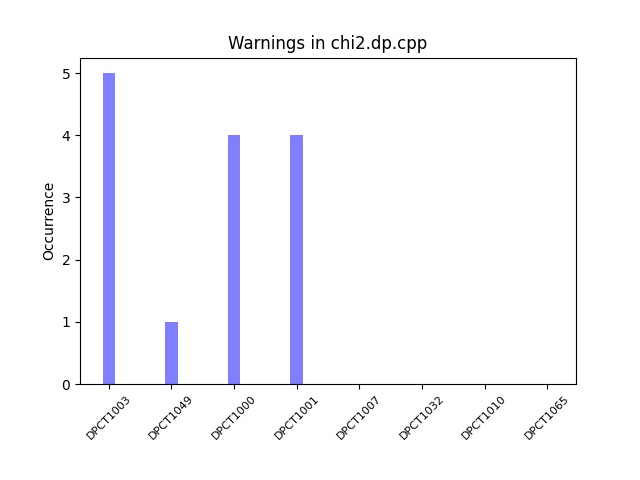 Warnings in chi2.dp.cpp
Occurrence
5
4
3
2
1
0
DPCT1003
DPCT1049
DPCT1000
DPCT1001
DPCT1007
DPCT1032
DPCT1010
DPCT1065